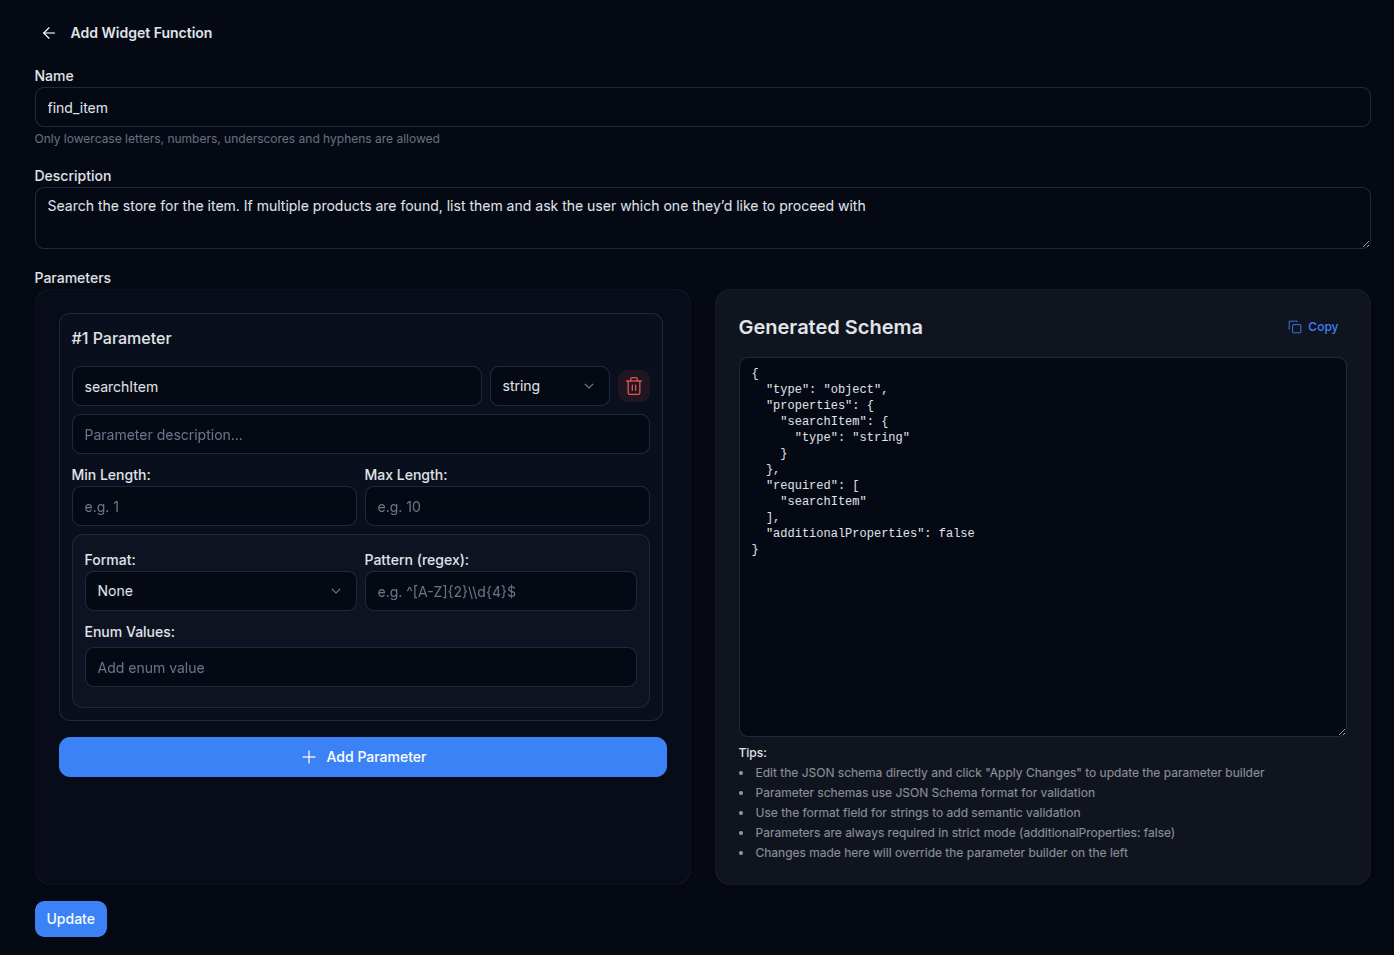 Add Widget Function
Name
find_item
Only lowercase letters, numbers, underscores and hyphens are allowed
Description
Search the store for the item. If multiple products are found, list them and ask the user which one they’d like to proceed with
Parameters
#1 Parameter
searchItem
string
Parameter description...
Min Length:
Max Length:
e.g. 1
e.g. 10
Format:
Pattern (regex):
None
e.g. ^[A-Z]{2}\\d{4}$
Enum Values:
Add enum value
Add Parameter
Generated Schema
Copy
{
  "type": "object",
  "properties": {
    "searchItem": {
      "type": "string"
    }
  },
  "required": [
    "searchItem"
  ],
  "additionalProperties": false
}
Tips:
• Edit the JSON schema directly and click "Apply Changes" to update the parameter builder
• Parameter schemas use JSON Schema format for validation
• Use the format field for strings to add semantic validation
• Parameters are always required in strict mode (additionalProperties: false)
• Changes made here will override the parameter builder on the left
Update